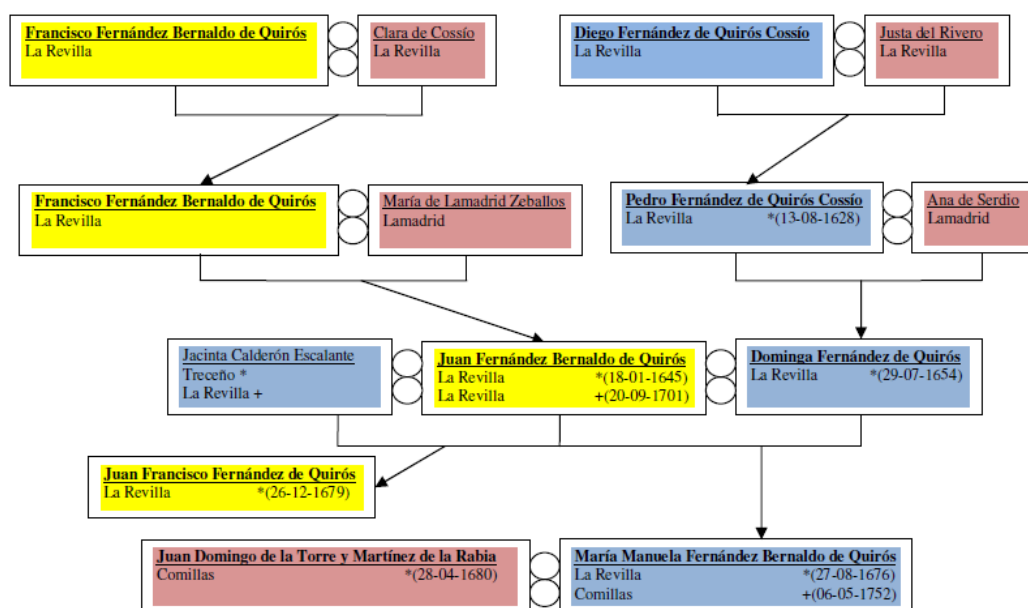 Francisco Fernández Bernaldo de Quirós
La Revilla
Clara de Cossío
La Revilla
Diego Fernández de Quirós Cossío
La Revilla
Justa del Rivero
La Revilla
Francisco Fernández Bernaldo de Quirós
La Revilla
María de Lamadrid Zeballos
Lamadrid
Pedro Fernández de Quirós Cossío
La Revilla *(13-08-1628)
Ana de Serdio
Lamadrid
Jacinta Calderón Escalante
Treceño *
La Revilla +
Juan Fernández Bernaldo de Quirós
La Revilla *(18-01-1645)
La Revilla +(20-09-1701)
Dominga Fernández de Quirós
La Revilla *(29-07-1654)
Juan Francisco Fernández de Quirós
La Revilla *(26-12-1679)
Juan Domingo de la Torre y Martínez de la Rabia
Comillas *(28-04-1680)
María Manuela Fernández Bernaldo de Quirós
La Revilla *(27-08-1676)
Comillas +(06-05-1752)